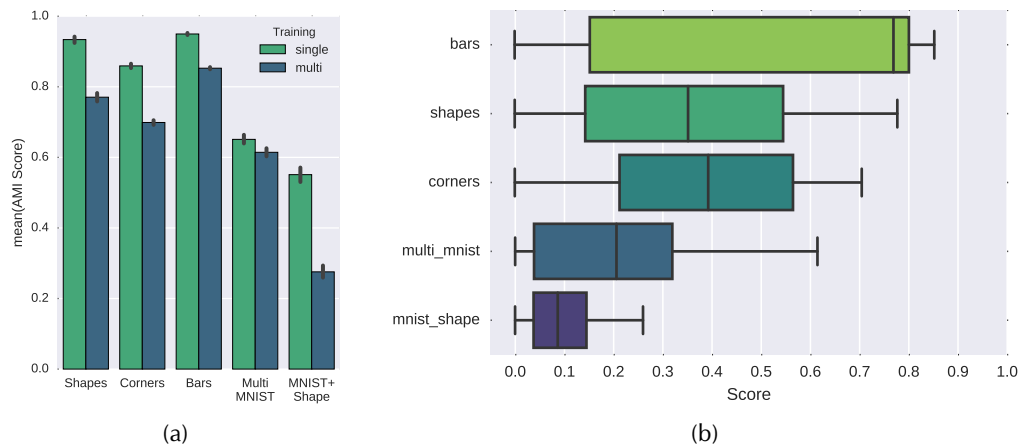 mean(AMI Score)
1.0
0.8
0.6
0.4
0.2
0.0
Training
single
multi
Shapes Corners Bars Multi MNIST MNIST+ Shape
(a)
bars
shapes
corners
multi_mnist
mnist_shape
0.0 0.1 0.2 0.3 0.4 0.5 0.6 0.7 0.8 0.9 1.0
Score
(b)